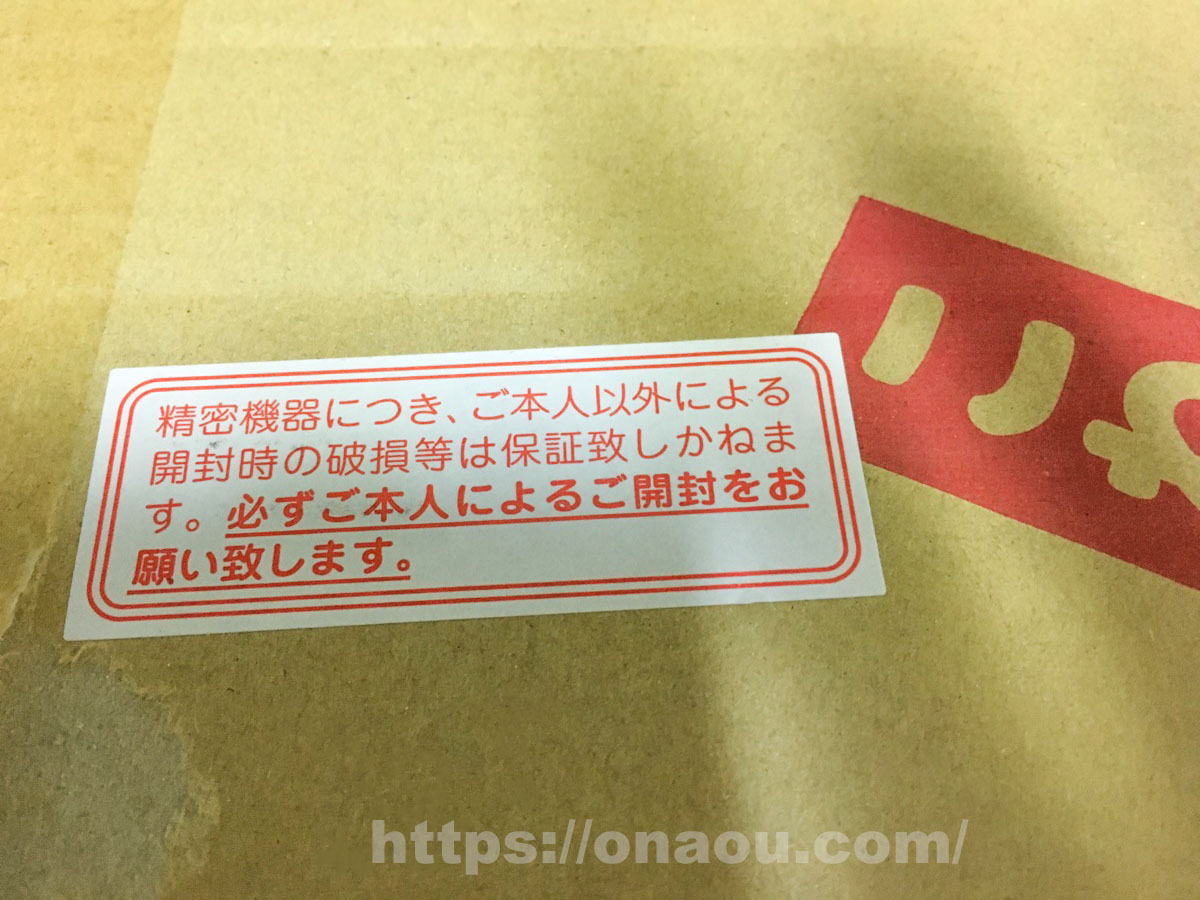 精密機器につき、ご本人以外による
開封時の破損等は保証致しかねま
す。必ずご本人によるご開封をお
願い致します。
https://onaou.com/